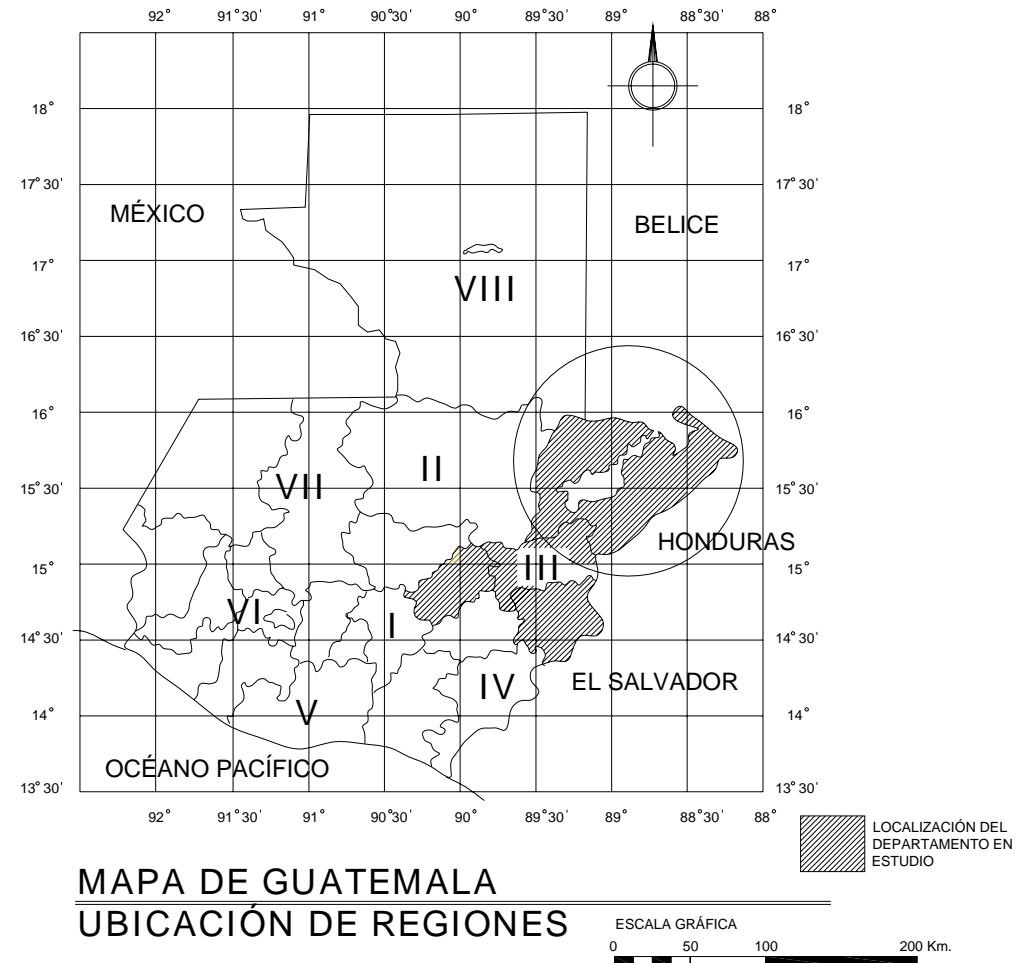 92° 91°30' 91° 90°30' 90° 89°30' 89° 88°30' 88°
18° 18°
17°30' 17°30'
MÉXICO
BELICE
17° 17°
VIII
16°30' 16°30'
16° 16°
II
VII
15°30' 15°30'
HONDURAS
III
15° 15°
VI
I
14°30' 14°30'
EL SALVADOR
IV
V
14° 14°
OCÉANO PACÍFICO
13°30' 13°30'
92° 91°30' 91° 90°30' 90° 89°30' 89° 88°30' 88°
LOCALIZACIÓN DEL
DEPARTAMENTO EN
ESTUDIO
MAPA DE GUATEMALA
UBICACIÓN DE REGIONES
ESCALA GRÁFICA
0 50 100 200 Km.